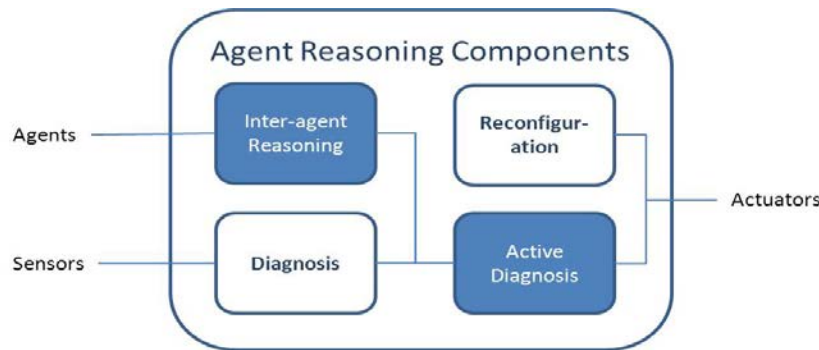 Agent Reasoning Components
Agents
Inter-agent
Reasoning
Reconfigur-
ation
Actuators
Sensors
Diagnosis
Active
Diagnosis